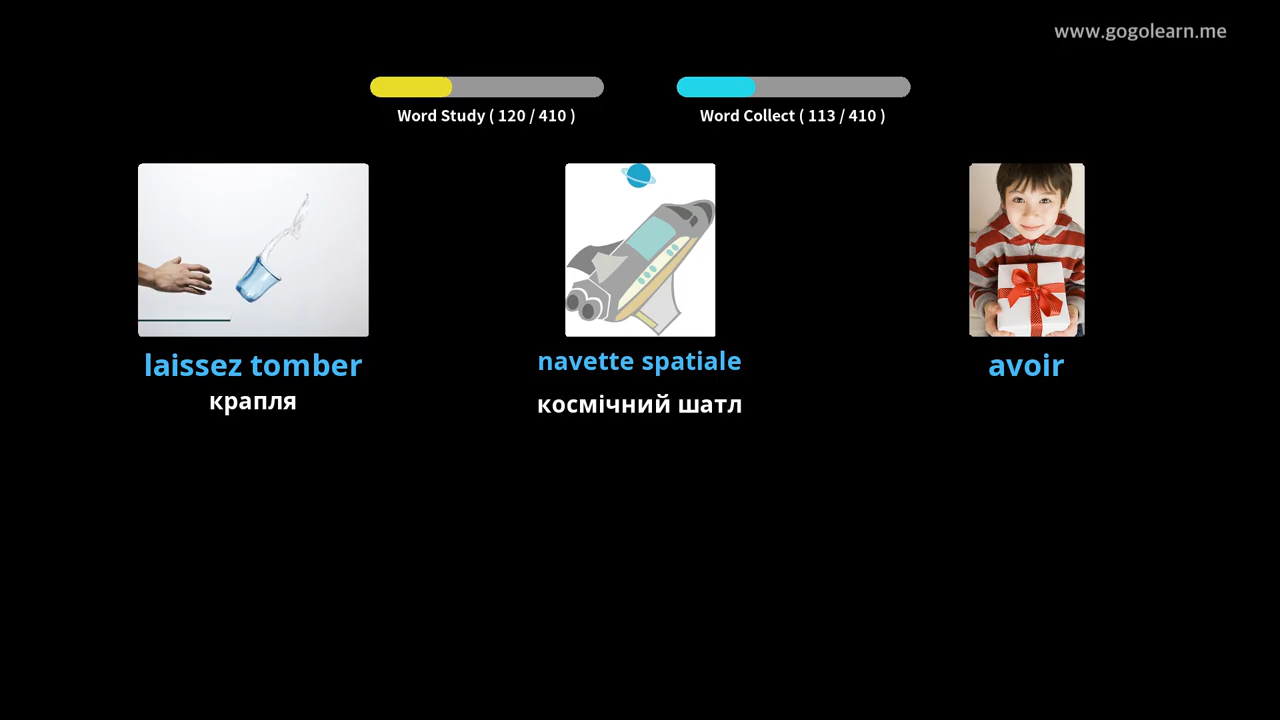 www.gogolearn.me
Word Study ( 120 / 410 )
Word Collect ( 113 / 410 )
laissez tomber
крапля
navette spatiale
космічний шатл
avoir